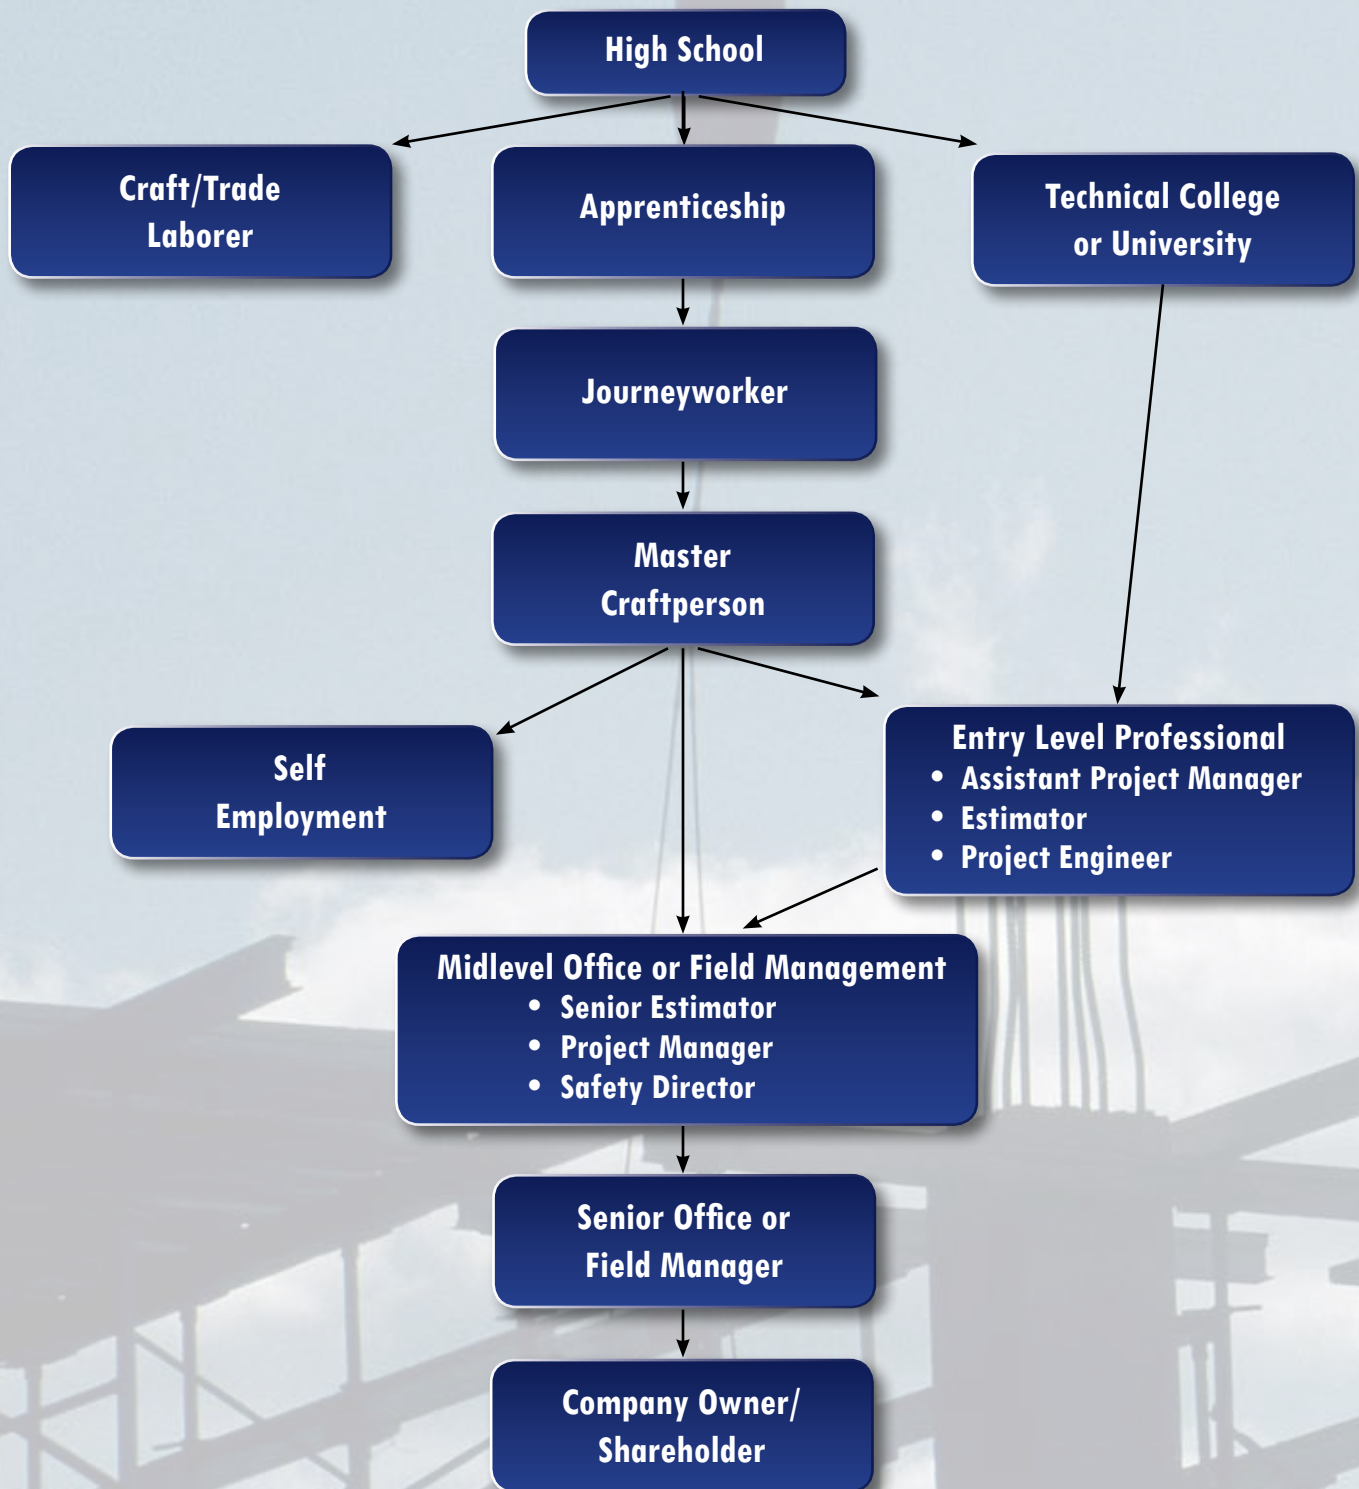 High School
Craft/Trade
Laborer
Apprenticeship
Technical College
or University
Journeyworker
Master
Craftperson
Self
Employment
Entry Level Professional
• Assistant Project Manager
• Estimator
• Project Engineer
Midlevel Office or Field Management
• Senior Estimator
• Project Manager
• Safety Director
Senior Office or
Field Manager
Company Owner/
Shareholder